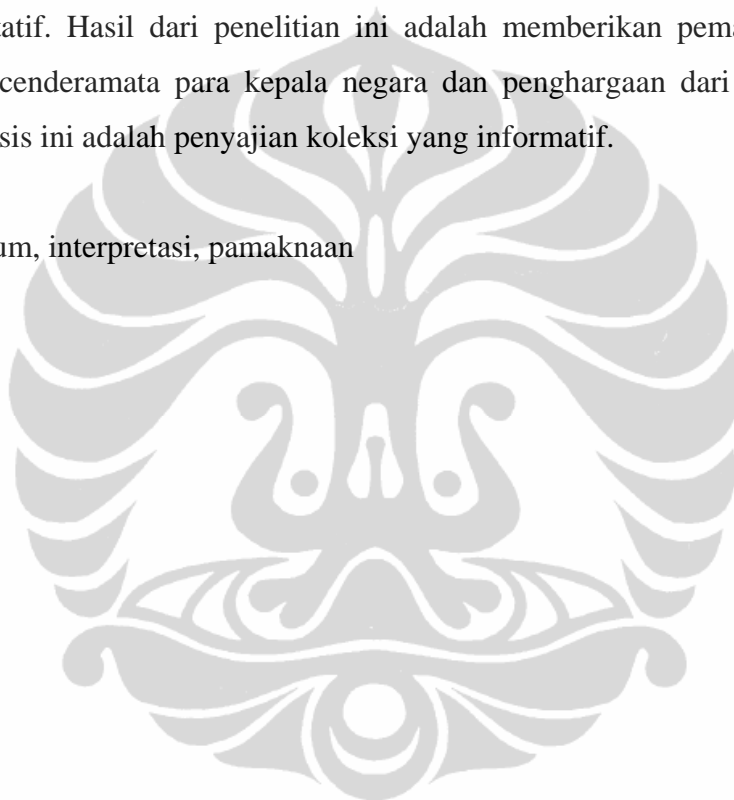 tatif. Hasil dari penelitian ini adalah memberikan pema
cenderamata para kepala negara dan penghargaan dari
sis ini adalah penyajian koleksi yang informatif.
um, interpretasi, pamaknaan